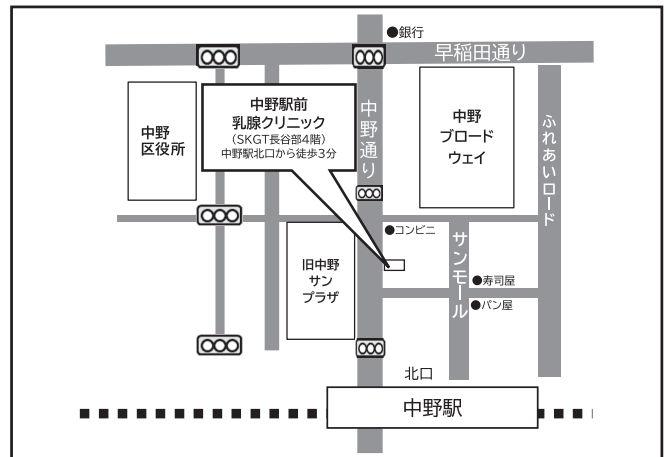 ●銀行
早稲田通り
中野
区役所
中野駅前
乳腺クリニック
（SKGT長谷部4階）
中野駅北口から徒歩3分
中野通り
中野
ブロード
ウェイ
ふれあいロード
●コンビニ
サンモール
旧中野
サン
プラザ
●寿司屋
●パン屋
北口
中野駅